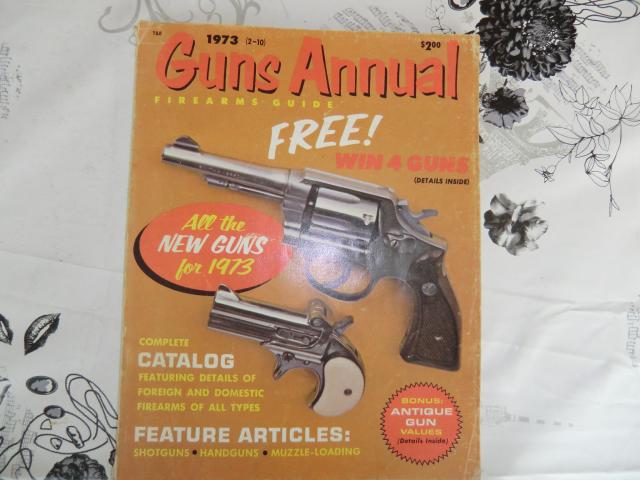 1973 (2-10)
$2.00
Guns Annual
FIREARMS GUIDE
FREE!
WIN 4 GUNS
(DETAILS INSIDE)
All the
NEW GUNS
for 1973
COMPLETE
CATALOG
FEATURING DETAILS OF
FOREIGN AND DOMESTIC
FIREARMS OF ALL TYPES
BONUS:
ANTIQUE
GUN
VALUES
(Details Inside)
FEATURE ARTICLES:
SHOTGUNS • HANDGUNS • MUZZLE-LOADING